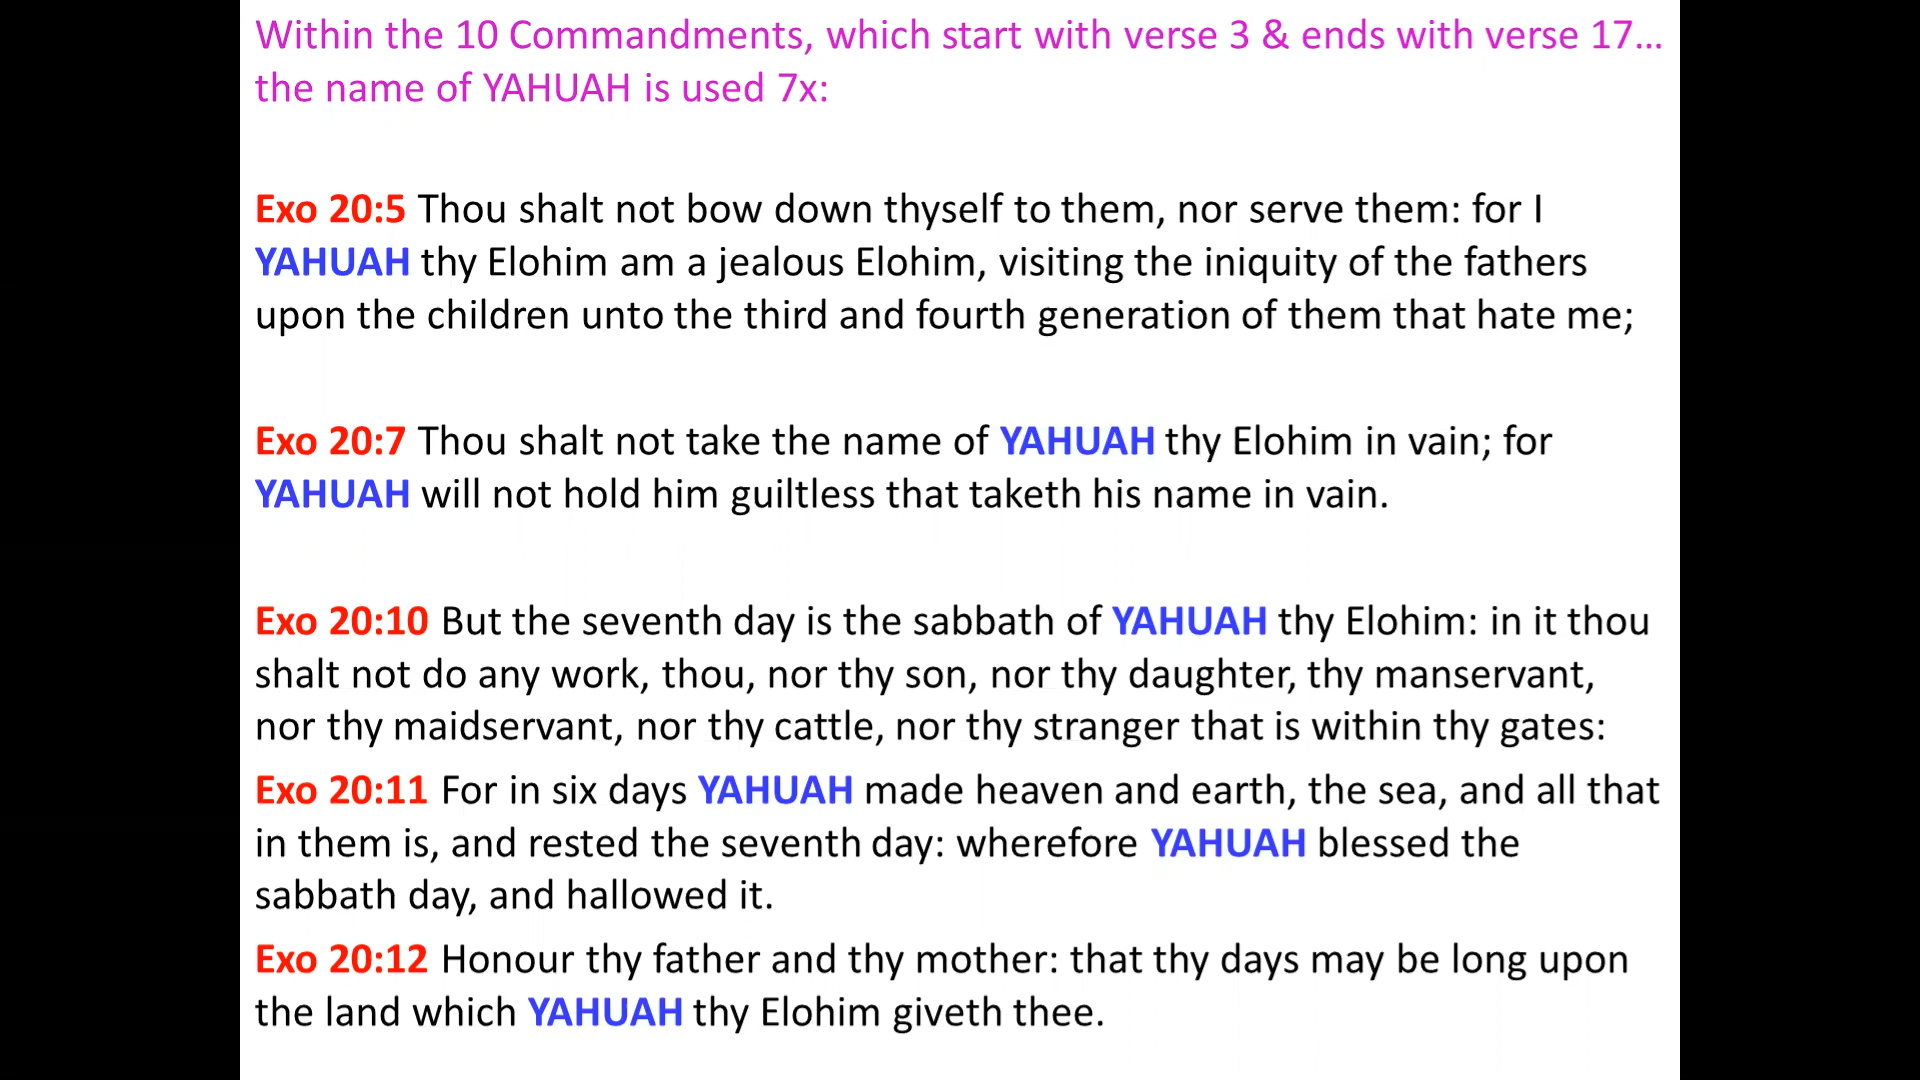 Within the 10 Commandments, which start with verse 3 & ends with verse 17...
the name of YAHUAH is used 7x:
Exo 20:5 Thou shalt not bow down thyself to them, nor serve them: for I
YAHUAH thy Elohim am a jealous Elohim, visiting the iniquity of the fathers
upon the children unto the third and fourth generation of them that hate me;
Exo 20:7 Thou shalt not take the name of YAHUAH thy Elohim in vain; for
YAHUAH will not hold him guiltless that taketh his name in vain.
Exo 20:10 But the seventh day is the sabbath of YAHUAH thy Elohim: in it thou
shalt not do any work, thou, nor thy son, nor thy daughter, thy manservant,
nor thy maidservant, nor thy cattle, nor thy stranger that is within thy gates:
Exo 20:11 For in six days YAHUAH made heaven and earth, the sea, and all that
in them is, and rested the seventh day: wherefore YAHUAH blessed the
sabbath day, and hallowed it.
Exo 20:12 Honour thy father and thy mother: that thy days may be long upon
the land which YAHUAH thy Elohim giveth thee.